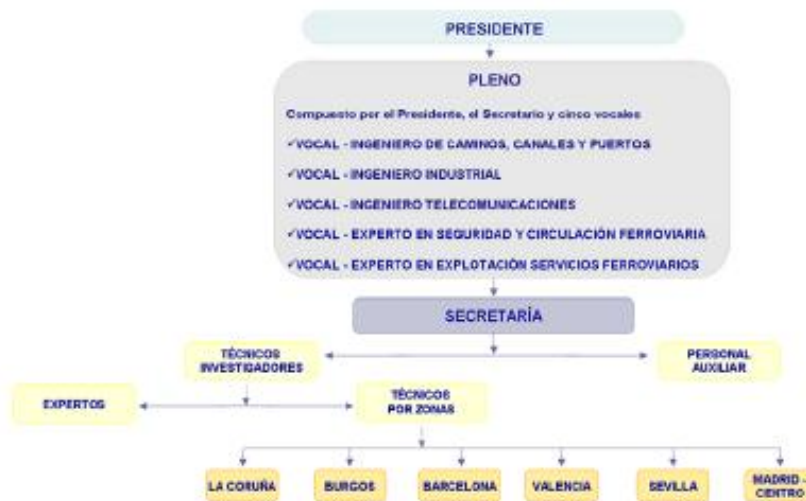 PRESIDENTE
PLENO
Compuesto por el Presidente, el Secretario y cinco vocales
✓VOCAL - INGENIERO DE CAMINOS, CANALES Y PUERTOS
✓VOCAL - INGENIERO INDUSTRIAL
✓VOCAL - INGENIERO TELECOMUNICACIONES
✓VOCAL - EXPERTO EN SEGURIDAD Y CIRCULACIÓN FERROVIARIA
✓VOCAL - EXPERTO EN EXPLOTACIÓN SERVICIOS FERROVIARIOS
SECRETARÍA
TÉCNICOS
INVESTIGADORES
PERSONAL
AUXILIAR
EXPERTOS
TÉCNICOS
POR ZONAS
LA CORUÑA
BURGOS
BARCELONA
VALENCIA
SEVILLA
MADRID -
CENTRO